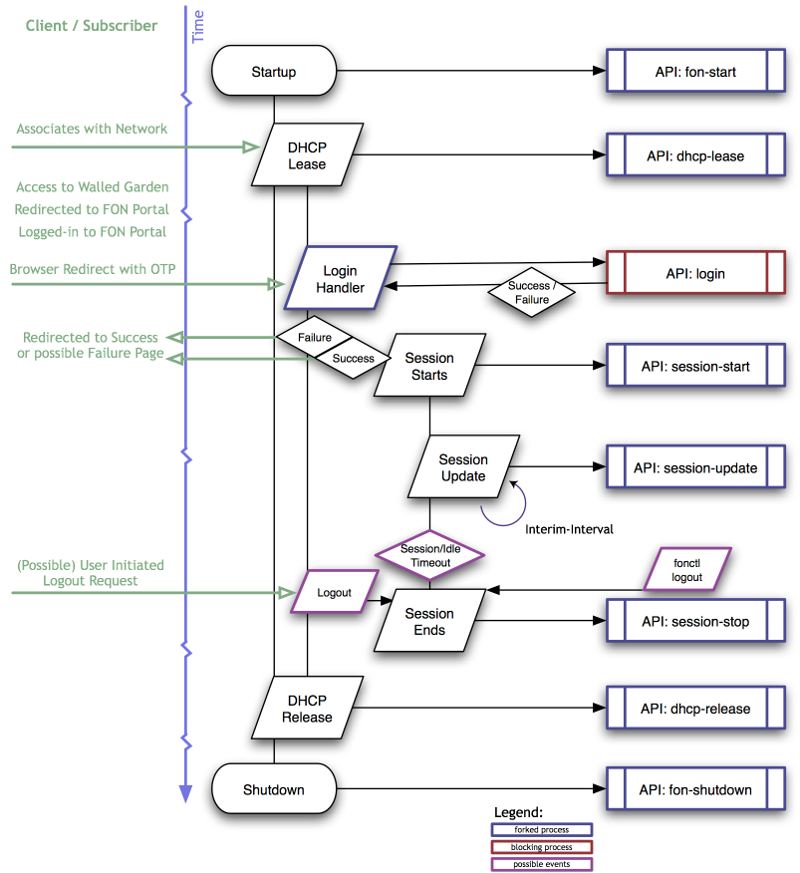 Client / Subscriber
Time
Startup
API: fon-start
Associates with Network
DHCP
Lease
API: dhcp-lease
Access to Walled Garden
Redirected to FON Portal
Logged-in to FON Portal
Browser Redirect with OTP
Login
Handler
API: login
Success /
Failure
Redirected to Success
or possible Failure Page
Failure
Success
Session
Starts
API: session-start
Session
Update
API: session-update
Interim-Interval
Session/Idle
Timeout
(Possible) User Initiated
Logout Request
Logout
fonctl
logout
Session
Ends
API: session-stop
DHCP
Release
API: dhcp-release
Shutdown
API: fon-shutdown
Legend:
forked process
blocking process
possible events